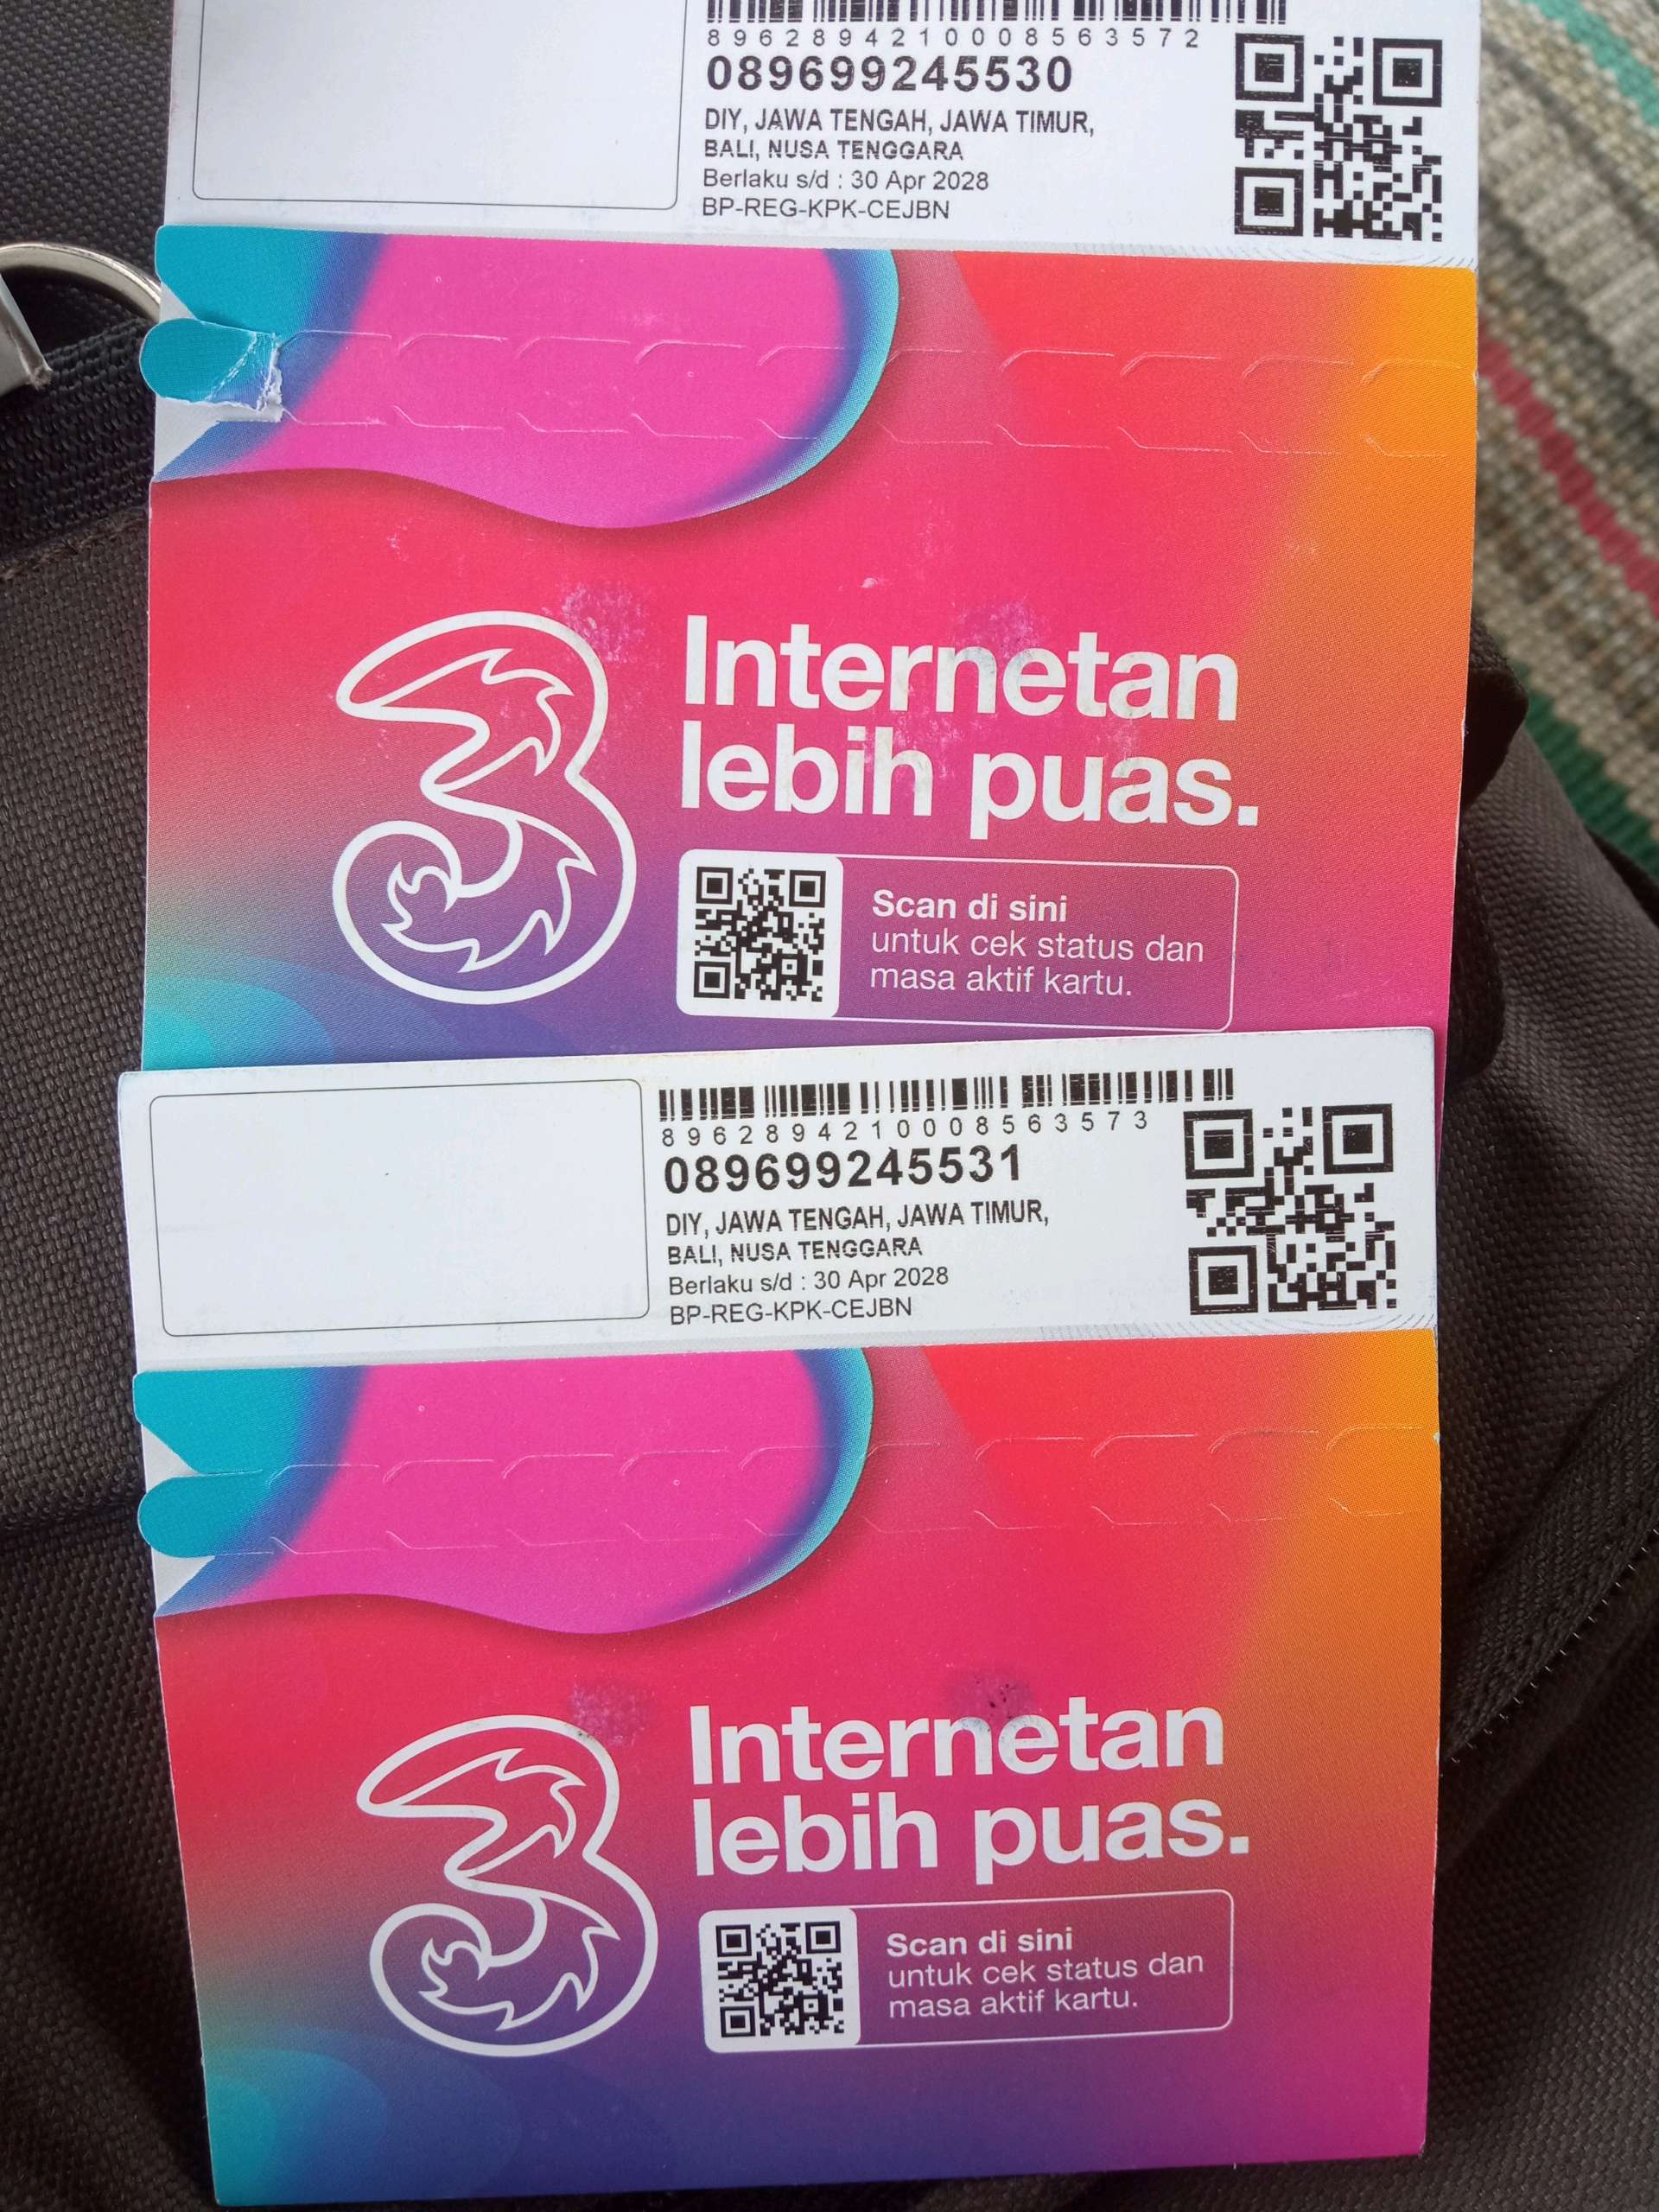 8962894210008563572
089699245530
DIY, JAWA TENGAH, JAWA TIMUR,
BALI, NUSA TENGGARA
Berlaku s/d : 30 Apr 2028
BP-REG-KPK-CEJBN
3
Internetan
lebih puas.
Scan di sini
untuk cek status dan
masa aktif kartu.
8962894210008563573
089699245531
DIY, JAWA TENGAH, JAWA TIMUR,
BALI, NUSA TENGGARA
Berlaku s/d : 30 Apr 2028
BP-REG-KPK-CEJBN
3
Internetan
lebih puas.
Scan di sini
untuk cek status dan
masa aktif kartu.